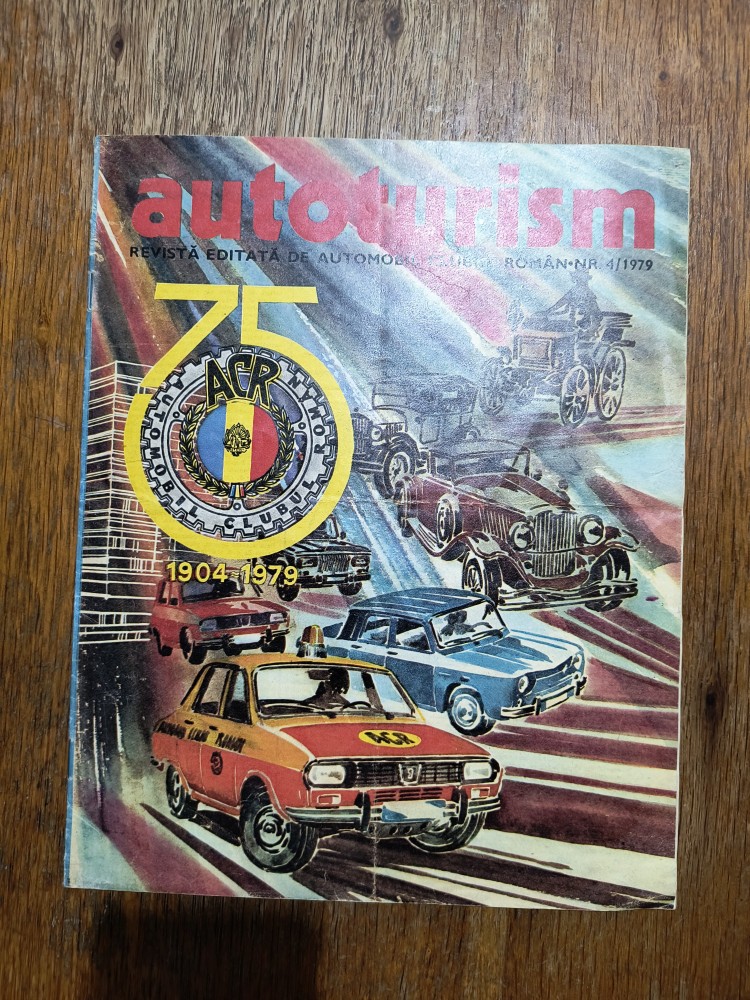 autoturism
REVISTĂ EDITATĂ DE AUTOMOBIL CLUBUL ROMÂN•NR. 4/1979
75
ACR
AUTOMOBIL CLUBUL ROMÂN
1904-1979
ACR